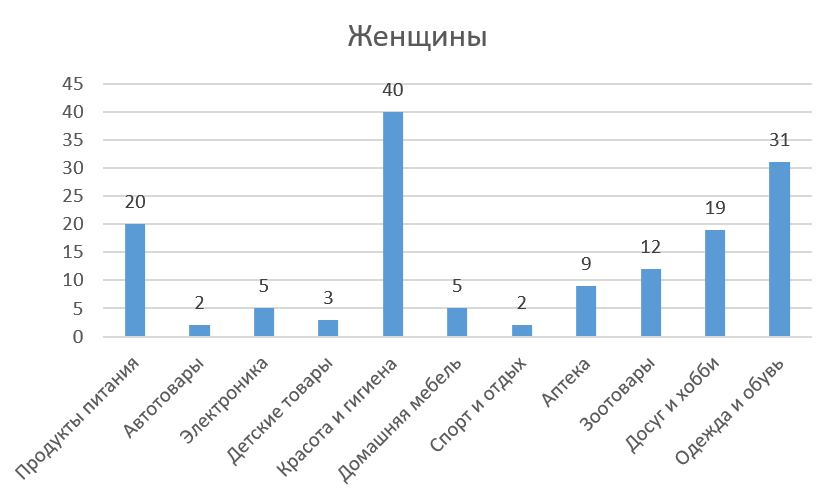 Женщины
45
40
35
30
25
20
15
10
5
0
20
2
5
3
40
5
2
9
12
19
31
Продукты питания
Автотовары
Электроника
Детские товары
Красота и гигиена
Домашняя мебель
Спорт и отдых
Аптека
Зоотовары
Досуг и хобби
Одежда и обувь